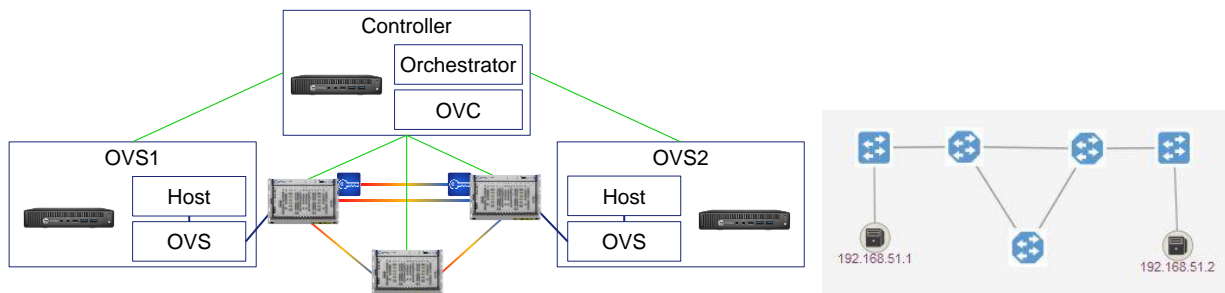 Controller
Orchestrator
OVC
OVS1
Host
OVS
OVS2
Host
OVS
192.168.51.1
192.168.51.2